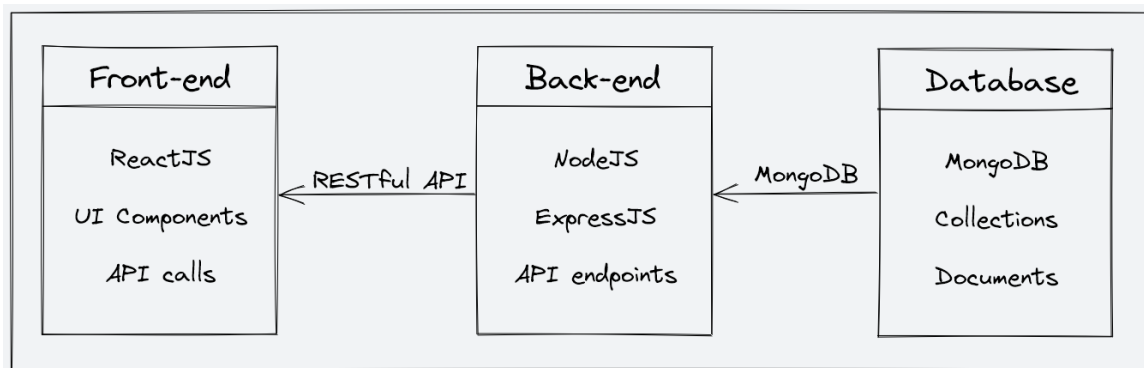 Front-end
ReactJS
UI Components
API calls
RESTful API
Back-end
NodeJS
ExpressJS
API endpoints
MongoDB
Database
MongoDB
Collections
Documents